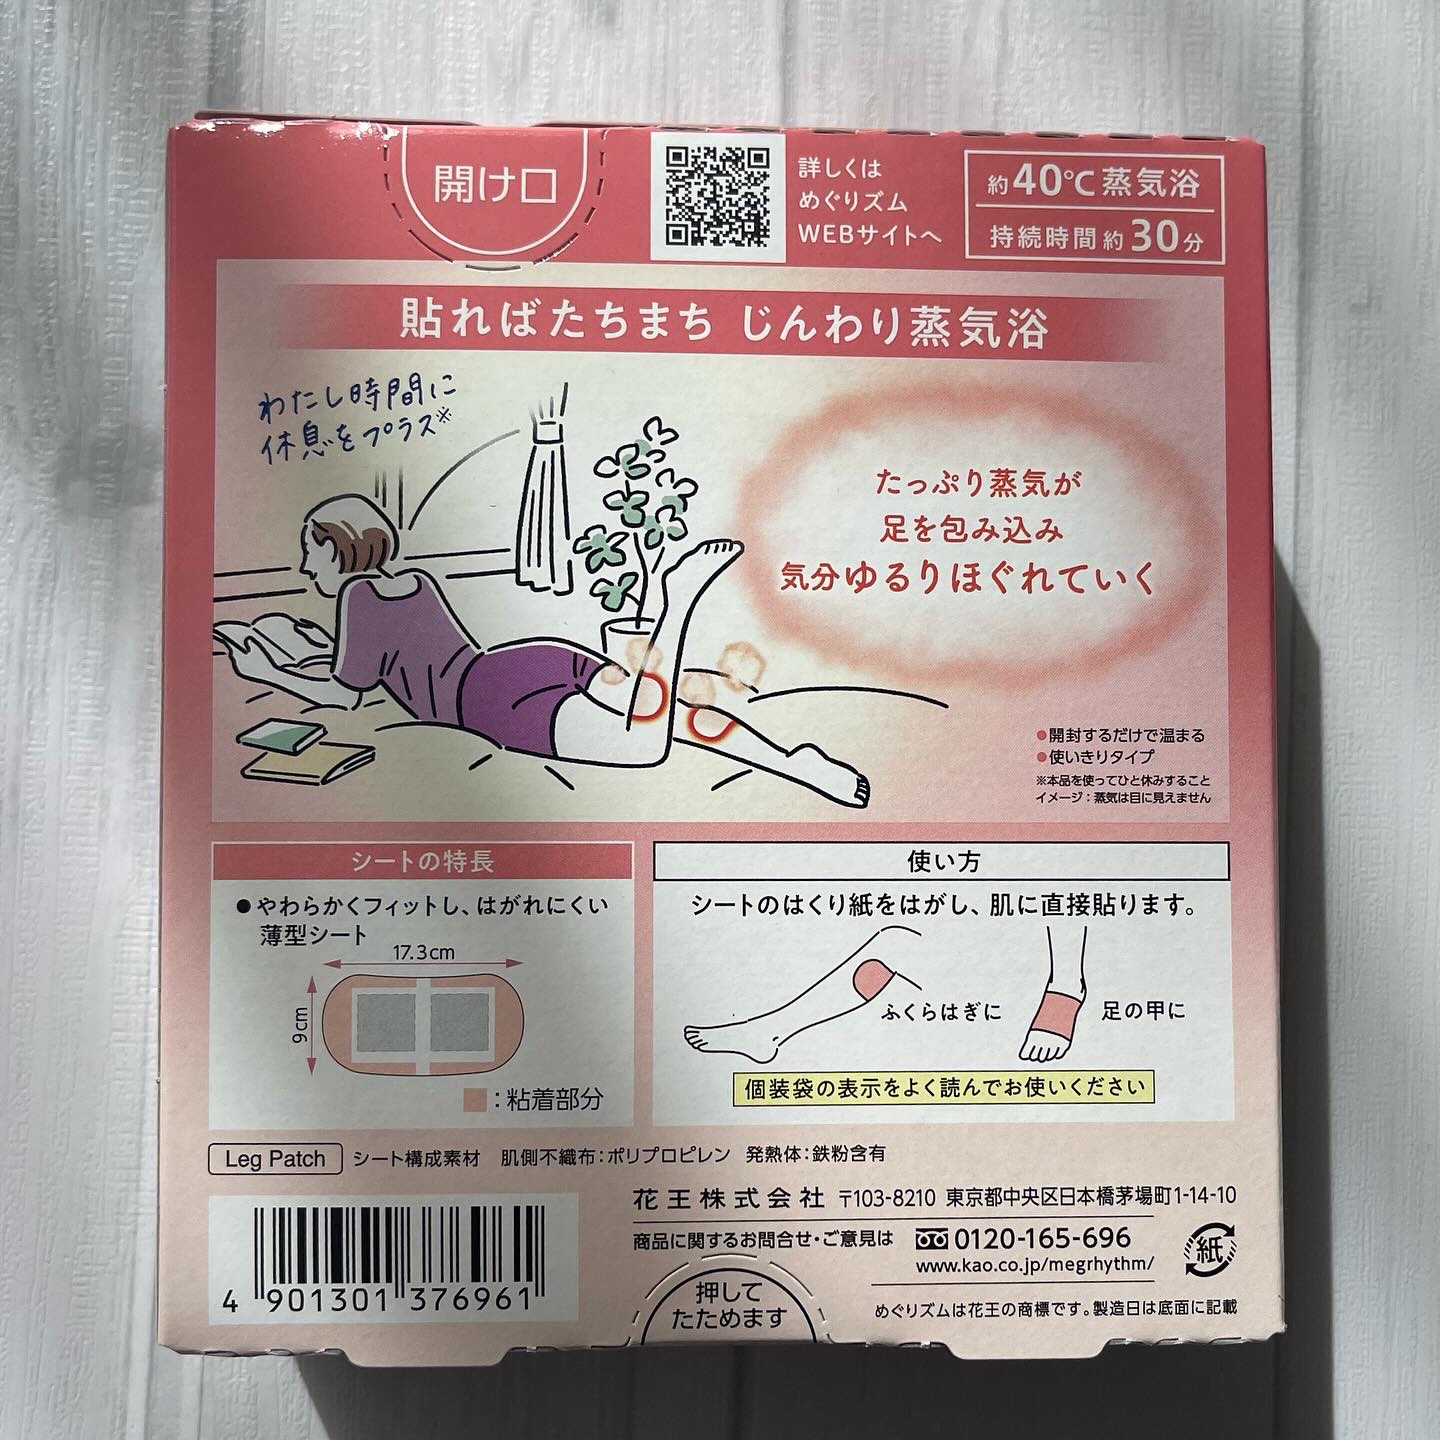 開け口
詳しくは
めぐりズム
WEBサイトへ
約40℃蒸気浴
持続時間約30分
貼ればたちまち じんわり蒸気浴
わたし時間に
休息をプラス※
たっぷり蒸気が
足を包み込み
気分ゆるりほぐれていく
●開封するだけで温まる
●使いきりタイプ
※本品を使ってひと休みすること
イメージ：蒸気は目に見えません
シートの特長
●やわらかくフィットし、はがれにくい
薄型シート
17.3cm
9cm
：粘着部分
使い方
シートのはくり紙をはがし、肌に直接貼ります。
ふくらはぎに
足の甲に
個装袋の表示をよく読んでお使いください
Leg Patch シート構成素材 肌側不織布：ポリプロピレン 発熱体：鉄粉含有
花王株式会社 〒103-8210 東京都中央区日本橋茅場町1-14-10
商品に関するお問合せ・ご意見は 0120-165-696
www.kao.co.jp/megrhythm/
紙
めぐりズムは花王の商標です。製造日は底面に記載
4 901301 376961
押して
たためます